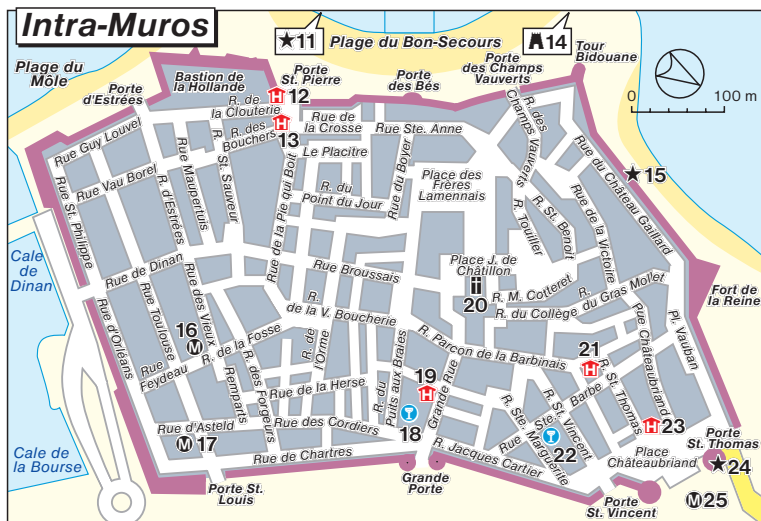 Intra-Muros
★11
Plage du Bon-Secours
14
Plage du
Môle
Porte
d'Estrées
Bastion de
la Hollande
Porte
St. Pierre
Porte
des Bés
Porte
des Champs
Vauverts
Tour
Bidouane
0 100 m
12
13
R. de
la Clouterie
R. des
Bouchers
Rue de
la Crosse
Rue Ste. Anne
R. des
Champs Vauverts
Rue Guy Louvel
Rue Vau Borel
Rue Maupertuis
R. d'Estrées
R. St. Sauveur
Rue de la Pie qui Boit
Le Placître
R. du
Point du Jour
Rue du Boyer
Place des
Frères
Lamennais
R. Touiller
R. St. Benoit
Rue de la Victoire
Rue du Château Gaillard
★15
Rue St. Philippe
Cale
de
Dinan
Rue de Dinan
Rue Broussais
Place J. de
Châtillon
20
R. M. Cotteret
R. du Collège
R.
du Gras Mollet
Fort de
la Reine
Rue d'Orléans
Rue Toulouse
Rue des Vieux
Remparts
16
M
Rue
Feydeau
R. de la Fosse
R. des Forgeurs
R.
de la V. Boucherie
R. de
l'Orme
R. Parcon de la Barbinais
21
H
Rue Châteaubriand
Pl. Vauban
Rue de la Herse
R. du
Puits aux Braies
19
H
Grande Rue
18
R. St. Thomas
Rue Ste. Barbe
R. St. Vincent
R. Ste. Marguerite
22
H
23
Rue d'Asteld
M
17
Rue des Cordiers
Rue de Chartres
R. Jacques Cartier
Place
Châteaubriand
Porte
St. Thomas
★
24
M
25
Cale de
la Bourse
Porte St.
Louis
Grande
Porte
Porte
St. Vincent